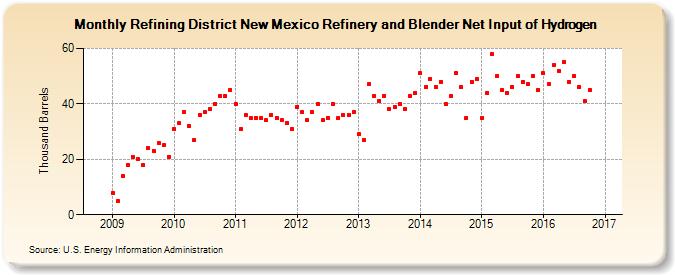 Monthly Refining District New Mexico Refinery and Blender Net Input of Hydrogen
Thousand Barrels
60
40
20
0
2009 2010 2011 2012 2013 2014 2015 2016 2017
Source: U.S. Energy Information Administration